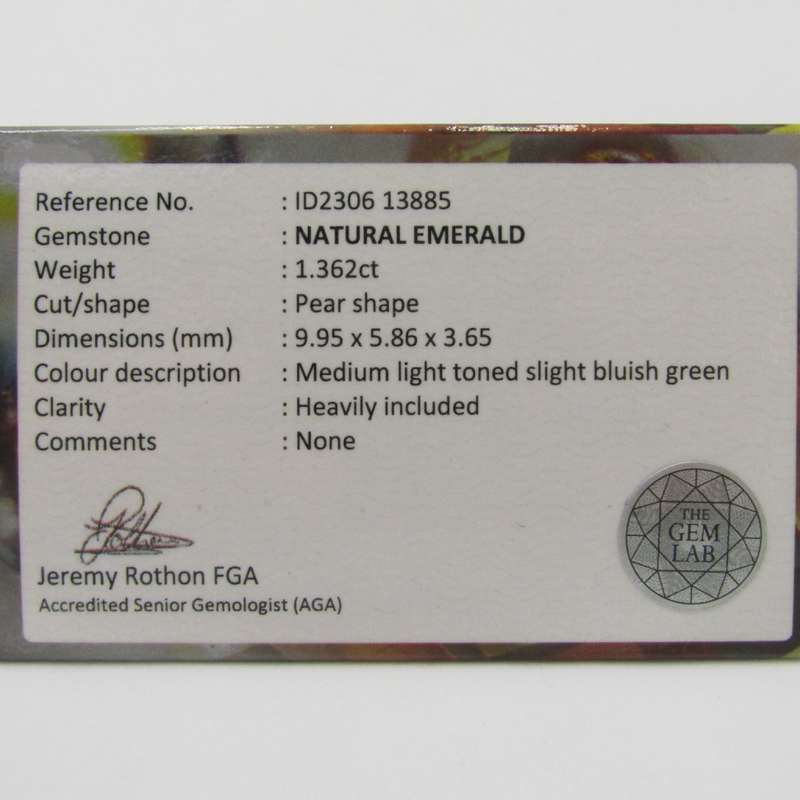 Reference No. : ID2306 13885
Gemstone : NATURAL EMERALD
Weight : 1.362ct
Cut/shape : Pear shape
Dimensions (mm) : 9.95 x 5.86 x 3.65
Colour description : Medium light toned slight bluish green
Clarity : Heavily included
Comments : None
Jeremy Rothon FGA
Accredited Senior Gemologist (AGA)
THE
GEM
LAB